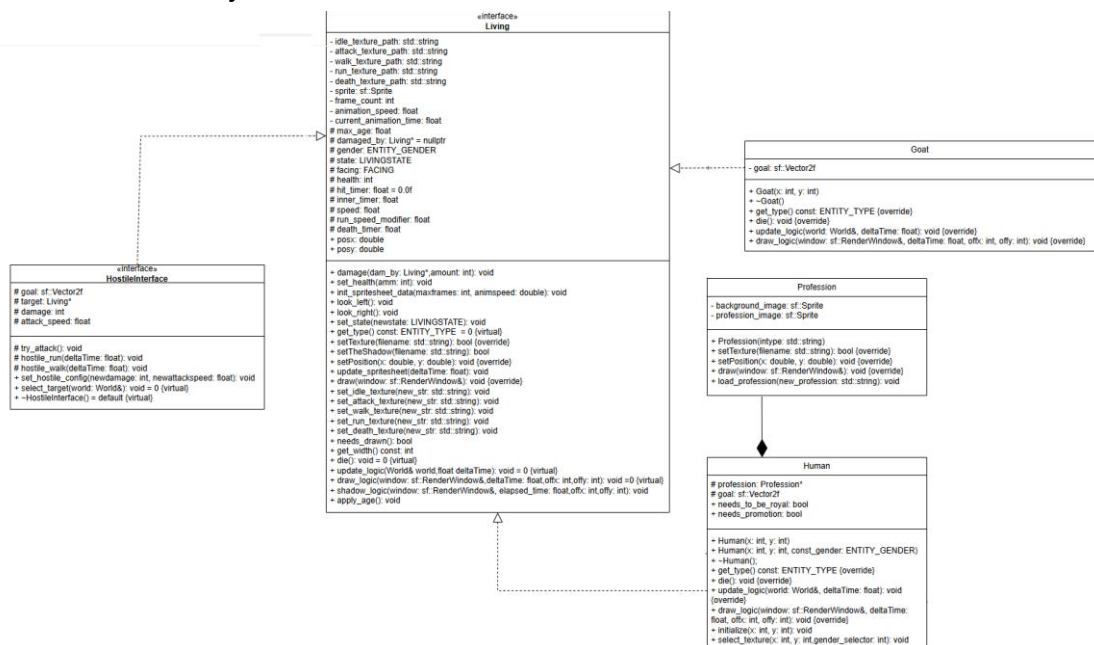 «interface»
Living
- idle_texture_path: std::string
- attack_texture_path: std::string
- walk_texture_path: std::string
- run_texture_path: std::string
- death_texture_path: std::string
- sprite: sf::Sprite
- frame_count: int
- animation_speed: float
- current_animation_time: float
# max_age: float
# damaged_by: Living* = nullptr
# gender: ENTITY_GENDER
# state: LIVINGSTATE
# facing: FACING
# health: int
# hit_timer: float = 0.0f
# inner_timer: float
# speed: float
# run_speed_modifier: float
# death_timer: float
+ posx: double
+ posy: double
+ damage(dam_by: Living*,amount: int): void
+ set_health(amm: int): void
+ init_spritesheet_data(maxframes: int, animspeed: double): void
+ look_left(): void
+ look_right(): void
+ set_state(newstate: LIVINGSTATE): void
+ get_type() const: ENTITY_TYPE = 0 {virtual}
+ setTexture(filename: std::string): bool {override}
+ setTheShadow(filename: std::string): bool
+ setPosition(x: double, y: double): void {override}
+ update_spritesheet(deltaTime: float): void
+ draw(window: sf::RenderWindow&): void {override}
+ set_idle_texture(new_str: std::string): void
+ set_attack_texture(new_str: std::string): void
+ set_walk_texture(new_str: std::string): void
+ set_run_texture(new_str: std::string): void
+ set_death_texture(new_str: std::string): void
+ needs_drawn(): bool
+ get_width() const: int
+ die(): void = 0 {virtual}
+ update_logic(World& world,float deltaTime): void = 0 {virtual}
+ draw_logic(window: sf::RenderWindow&,deltaTime: float,offx: int,offy: int): void =0 {virtual}
+ shadow_logic(window: sf::RenderWindow&, elapsed_time: float,offx: int,offy: int): void
+ apply_age(): void
«interface»
HostileInterface
# goal: sf::Vector2f
# target: Living*
# damage: int
# attack_speed: float
# try_attack(): void
# hostile_run(deltaTime: float): void
# hostile_walk(deltaTime: float): void
+ set_hostile_config(newdamage: int, newattackspeed: float): void
+ select_target(world: World&): void = 0 {virtual}
+ ~HostileInterface() = default {virtual}
Goat
- goal: sf::Vector2f
+ Goat(x: int, y: int)
+ ~Goat()
+ get_type() const: ENTITY_TYPE {override}
+ die(): void {override}
+ update_logic(world: World&, deltaTime: float): void {override}
+ draw_logic(window: sf::RenderWindow&, deltaTime: float, offx: int, offy: int): void {override}
Profession
- background_image: sf::Sprite
- profession_image: sf::Sprite
+ Profession(intype: std::string)
+ setTexture(filename: std::string): bool {override}
+ setPosition(x: double, y: double): void {override}
+ draw(window: sf::RenderWindow&): void {override}
+ load_profession(new_profession: std::string): void
Human
# profession: Profession*
# goal: sf::Vector2f
+ needs_to_be_royal: bool
+ needs_promotion: bool
+ Human(x: int, y: int)
+ Human(x: int, y: int, const_gender: ENTITY_GENDER)
+ ~Human();
+ get_type() const: ENTITY_TYPE {override}
+ die(): void {override}
+ update_logic(world: World&, deltaTime: float): void
{override}
+ draw_logic(window: sf::RenderWindow&, deltaTime:
float, offx: int, offy: int): void {override}
+ initialize(x: int, y: int): void
+ select_texture(x: int, y: int,gender_selector: int): void